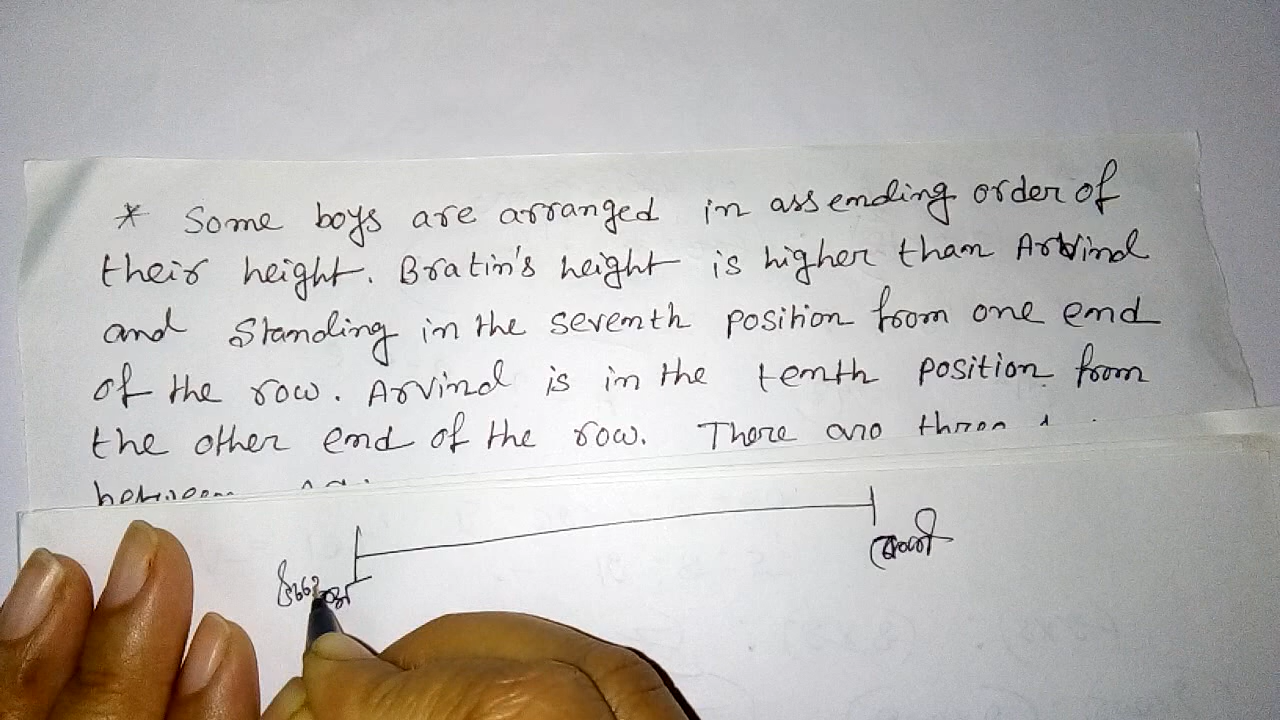 * Some boys are arranged in assending order of
their height. Bratin's height is higher than Arvind
and standing in the seventh position from one end
of the row. Arvind is in the tenth position from
the other end of the row. There are three
between